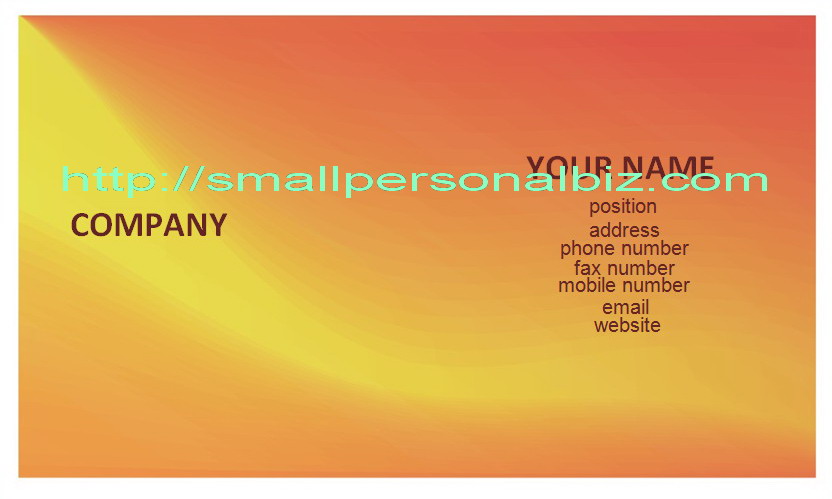 YOUR NAME
http://smallpersonalbiz.com
COMPANY
position
address
phone number
fax number
mobile number
email
website